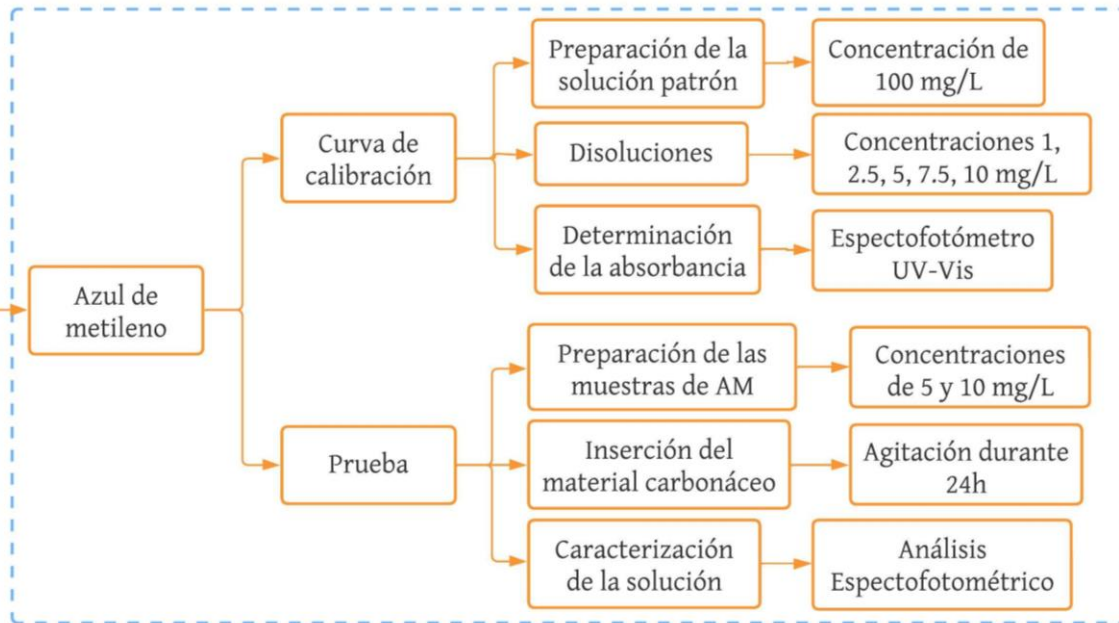 Azul de
metileno
Curva de
calibración
Preparación de la
solución patrón
Concentración de
100 mg/L
Disoluciones
Concentraciones 1,
2.5, 5, 7.5, 10 mg/L
Determinación
de la absorbancia
Espectofotómetro
UV-Vis
Prueba
Preparación de las
muestras de AM
Concentraciones
de 5 y 10 mg/L
Inserción del
material carbonáceo
Agitación durante
24h
Caracterización
de la solución
Análisis
Espectofotométrico